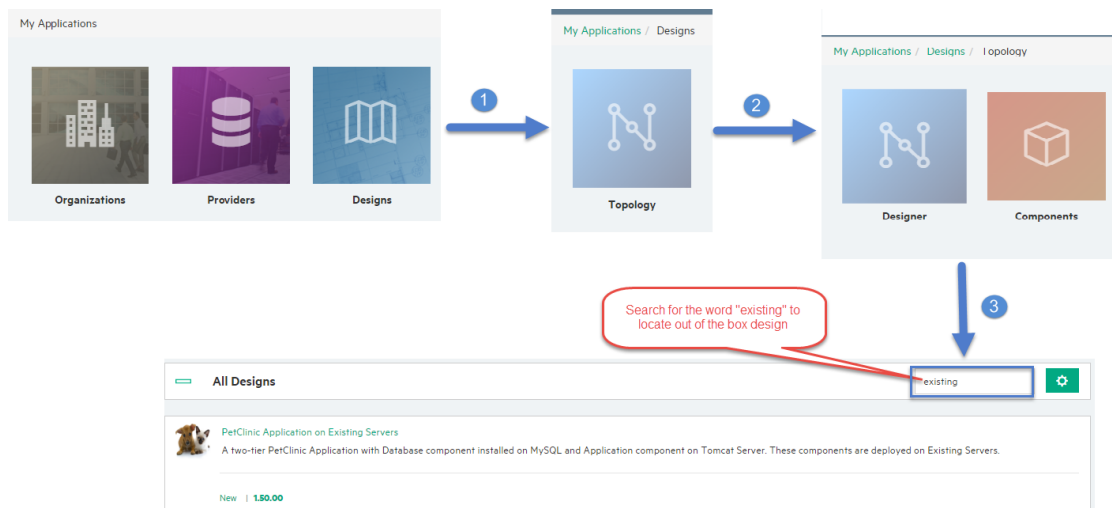 My Applications
Organizations
Providers
Designs
1
My Applications / Designs
Topology
2
My Applications / Designs / Topology
Designer
Components
3
Search for the word "existing" to
locate out of the box design
All Designs
existing
PetClinic Application on Existing Servers
A two-tier PetClinic Application with Database component installed on MySQL and Application component on Tomcat Server. These components are deployed on Existing Servers.
New | 1.50.00